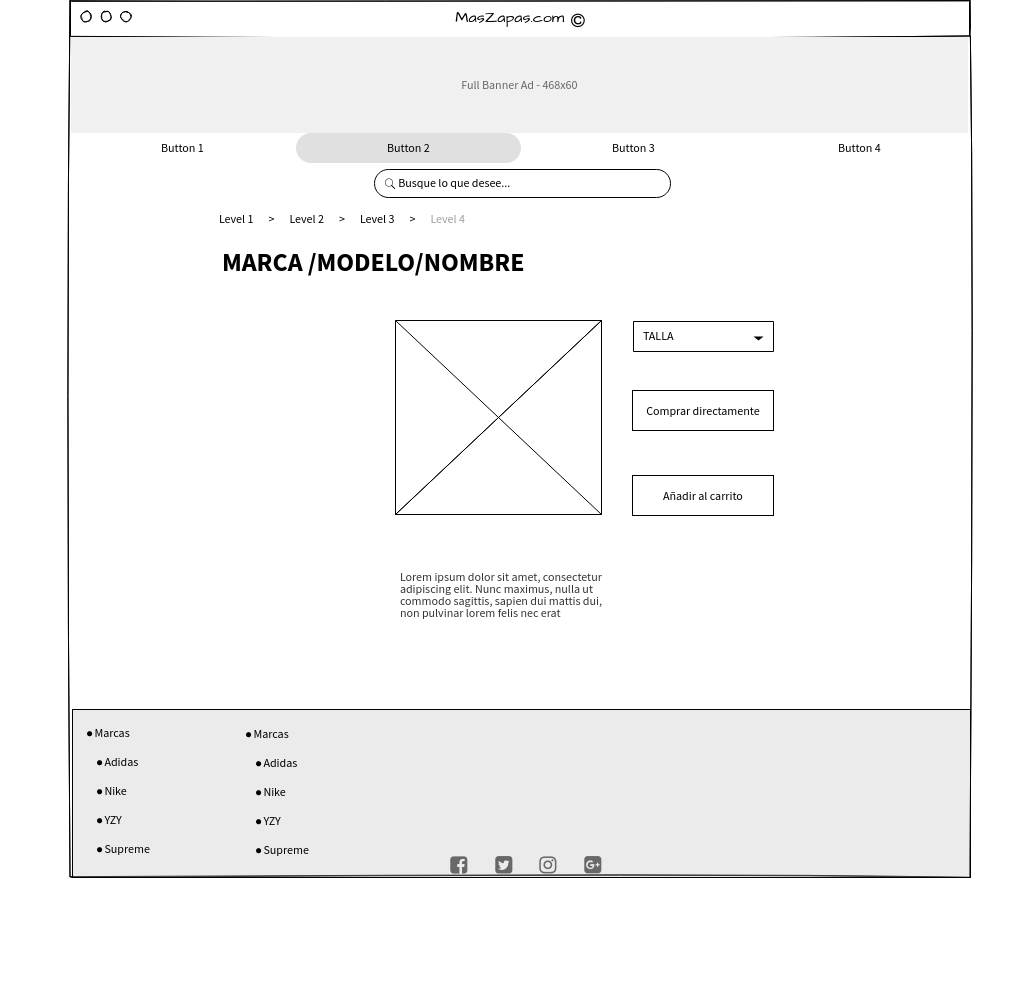 MasZapas.com ©
Full Banner Ad - 468x60
Button 1 Button 2 Button 3 Button 4
Busque lo que desee...
Level 1 > Level 2 > Level 3 > Level 4
MARCA /MODELO/NOMBRE
TALLA
Comprar directamente
Añadir al carrito
Lorem ipsum dolor sit amet, consectetur
adipiscing elit. Nunc maximus, nulla ut
commodo sagittis, sapien dui mattis dui,
non pulvinar lorem felis nec erat
● Marcas
● Adidas
● Nike
● YZY
● Supreme
● Marcas
● Adidas
● Nike
● YZY
● Supreme